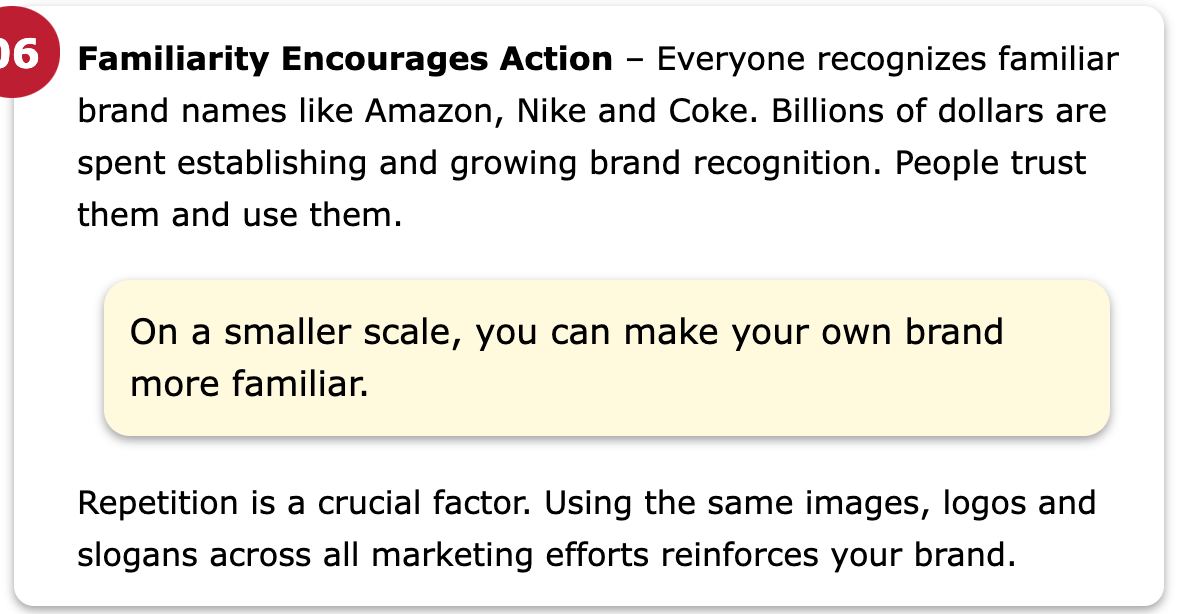 06
Familiarity Encourages Action – Everyone recognizes familiar
brand names like Amazon, Nike and Coke. Billions of dollars are
spent establishing and growing brand recognition. People trust
them and use them.
On a smaller scale, you can make your own brand
more familiar.
Repetition is a crucial factor. Using the same images, logos and
slogans across all marketing efforts reinforces your brand.